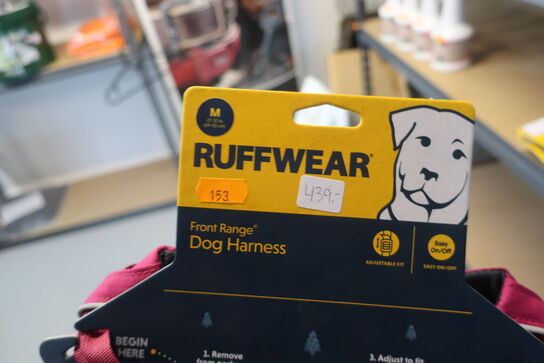 M
RUFFWEAR
153
439.-
Front Range®
Dog Harness
ADJUSTABLE FIT
Easy
On/Off
EASY ON/OFF
BEGIN
HERE
1. Remove
3. Adjust to fit